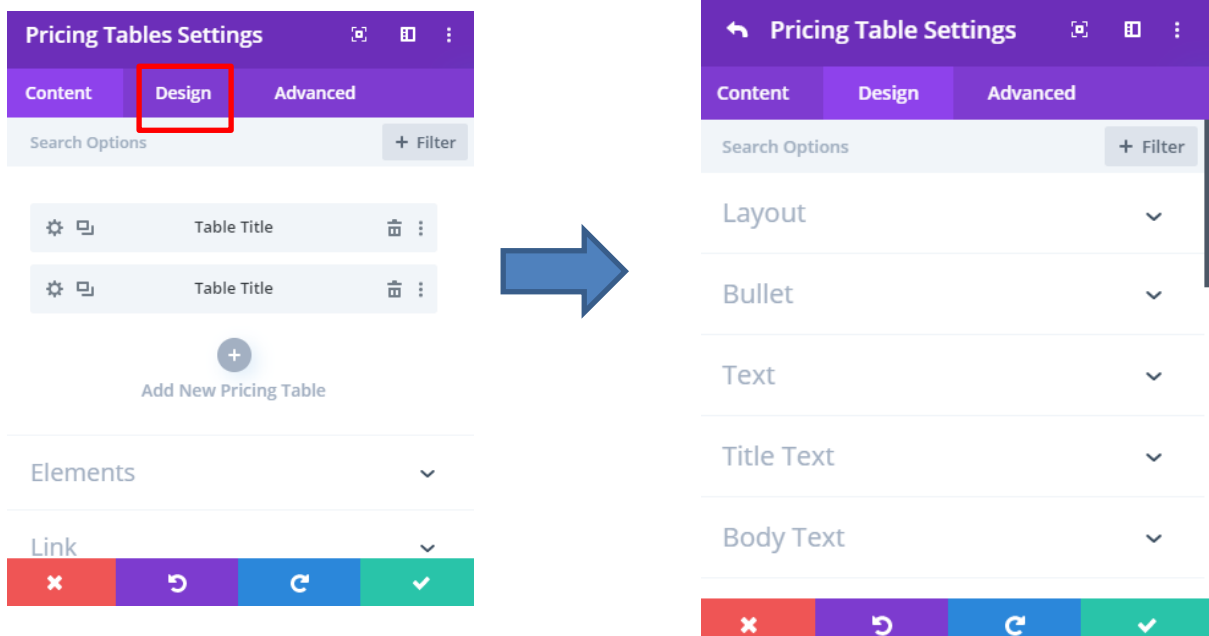 Pricing Tables Settings
Content Design Advanced
Search Options + Filter
Table Title
Table Title
Add New Pricing Table
Elements
Link
Pricing Table Settings
Content Design Advanced
Search Options + Filter
Layout
Bullet
Text
Title Text
Body Text